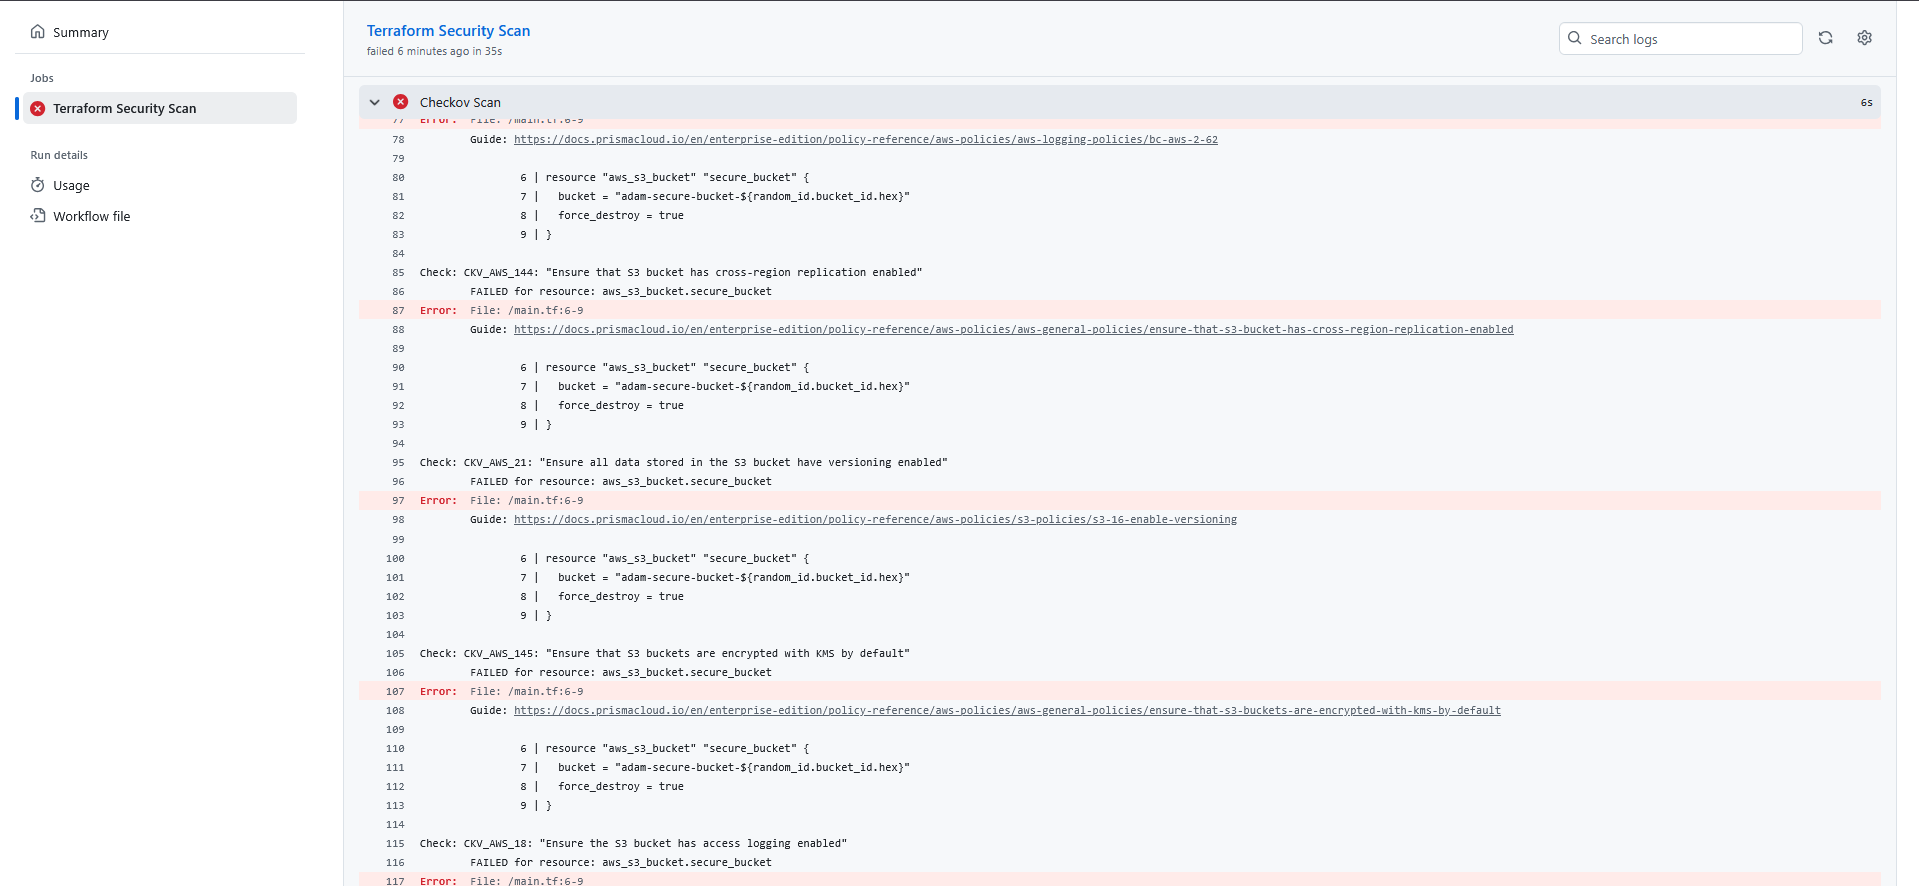 Summary
Jobs
Terraform Security Scan
Run details
Usage
Workflow file
Terraform Security Scan
failed 6 minutes ago in 35s
Search logs
Checkov Scan
6s
77 Error: File: /main.tf:6-9
78 Guide: https://docs.prismacloud.io/en/enterprise-edition/policy-reference/aws-policies/aws-logging-policies/bc-aws-2-62
79
80 6 | resource "aws_s3_bucket" "secure_bucket" {
81 7 | bucket = "adam-secure-bucket-${random_id.bucket_id.hex}"
82 8 | force_destroy = true
83 9 | }
84
85 Check: CKV_AWS_144: "Ensure that S3 bucket has cross-region replication enabled"
86 FAILED for resource: aws_s3_bucket.secure_bucket
87 Error: File: /main.tf:6-9
88 Guide: https://docs.prismacloud.io/en/enterprise-edition/policy-reference/aws-policies/aws-general-policies/ensure-that-s3-bucket-has-cross-region-replication-enabled
89
90 6 | resource "aws_s3_bucket" "secure_bucket" {
91 7 | bucket = "adam-secure-bucket-${random_id.bucket_id.hex}"
92 8 | force_destroy = true
93 9 | }
94
95 Check: CKV_AWS_21: "Ensure all data stored in the S3 bucket have versioning enabled"
96 FAILED for resource: aws_s3_bucket.secure_bucket
97 Error: File: /main.tf:6-9
98 Guide: https://docs.prismacloud.io/en/enterprise-edition/policy-reference/aws-policies/s3-policies/s3-16-enable-versioning
99
100 6 | resource "aws_s3_bucket" "secure_bucket" {
101 7 | bucket = "adam-secure-bucket-${random_id.bucket_id.hex}"
102 8 | force_destroy = true
103 9 | }
104
105 Check: CKV_AWS_145: "Ensure that S3 buckets are encrypted with KMS by default"
106 FAILED for resource: aws_s3_bucket.secure_bucket
107 Error: File: /main.tf:6-9
108 Guide: https://docs.prismacloud.io/en/enterprise-edition/policy-reference/aws-policies/aws-general-policies/ensure-that-s3-buckets-are-encrypted-with-kms-by-default
109
110 6 | resource "aws_s3_bucket" "secure_bucket" {
111 7 | bucket = "adam-secure-bucket-${random_id.bucket_id.hex}"
112 8 | force_destroy = true
113 9 | }
114
115 Check: CKV_AWS_18: "Ensure the S3 bucket has access logging enabled"
116 FAILED for resource: aws_s3_bucket.secure_bucket
117 Error: File: /main.tf:6-9